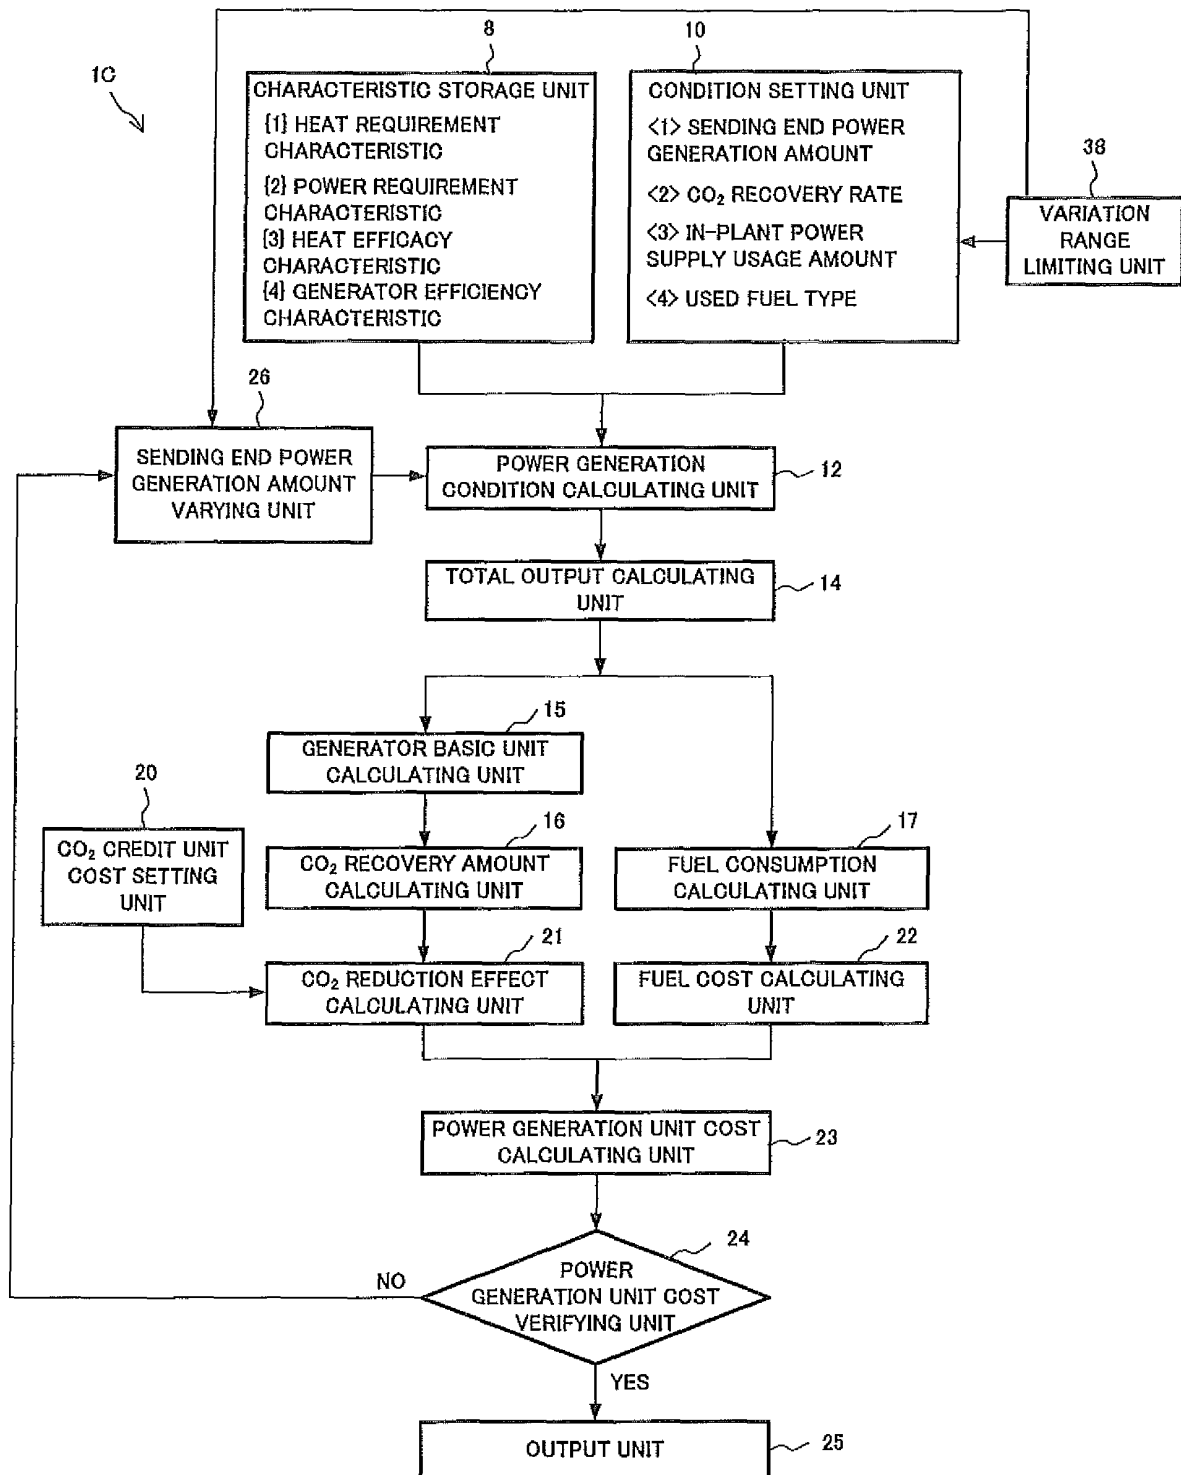 1C
8
CHARACTERISTIC STORAGE UNIT
{1} HEAT REQUIREMENT
CHARACTERISTIC
{2} POWER REQUIREMENT
CHARACTERISTIC
{3} HEAT EFFICACY
CHARACTERISTIC
{4} GENERATOR EFFICIENCY
CHARACTERISTIC
10
CONDITION SETTING UNIT
<1> SENDING END POWER
GENERATION AMOUNT
<2> CO₂ RECOVERY RATE
<3> IN-PLANT POWER
SUPPLY USAGE AMOUNT
<4> USED FUEL TYPE
38
VARIATION
RANGE
LIMITING UNIT
26
SENDING END POWER
GENERATION AMOUNT
VARYING UNIT
POWER GENERATION
CONDITION CALCULATING UNIT
12
TOTAL OUTPUT CALCULATING
UNIT
14
15
GENERATOR BASIC UNIT
CALCULATING UNIT
20
CO₂ CREDIT UNIT
COST SETTING
UNIT
16
CO₂ RECOVERY AMOUNT
CALCULATING UNIT
17
FUEL CONSUMPTION
CALCULATING UNIT
21
CO₂ REDUCTION EFFECT
CALCULATING UNIT
22
FUEL COST CALCULATING
UNIT
POWER GENERATION UNIT COST
CALCULATING UNIT
23
24
POWER
GENERATION UNIT COST
VERIFYING UNIT
NO
YES
OUTPUT UNIT
25